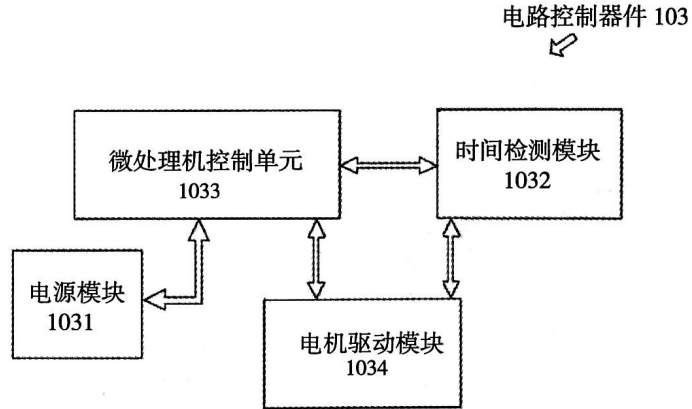 电路控制器件 103
微处理机控制单元
1033
时间检测模块
1032
电源模块
1031
电机驱动模块
1034